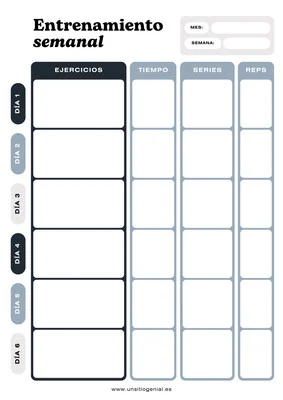 Entrenamiento
semanal
MES:
SEMANA:
EJERCICIOS TIEMPO SERIES REPS
DÍA 1
DÍA 2
DÍA 3
DÍA 4
DÍA 5
DÍA 6
www.unsitiogenial.es